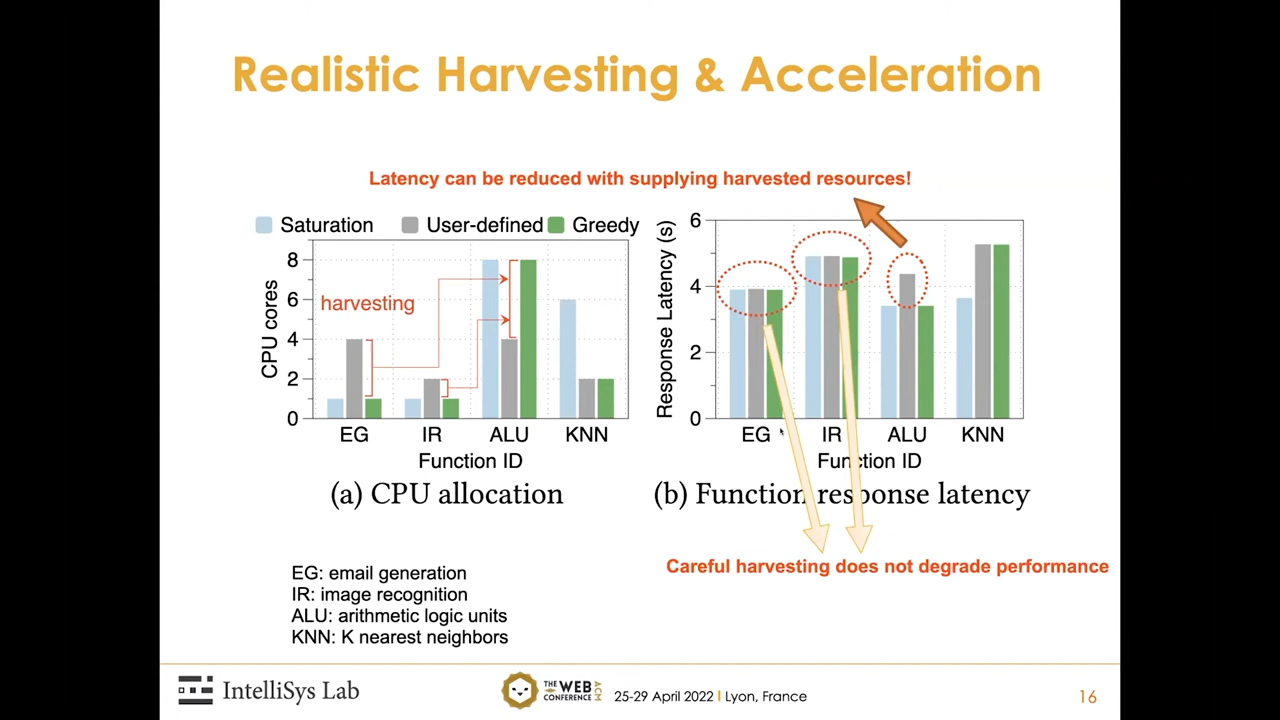 Realistic Harvesting & Acceleration
Latency can be reduced with supplying harvested resources!
Saturation User-defined Greedy
CPU cores
8
6
4
2
0
harvesting
EG IR ALU KNN
Function ID
(a) CPU allocation
Response Latency (s)
6
4
2
0
EG IR ALU KNN
Function ID
(b) Function response latency
Careful harvesting does not degrade performance
EG: email generation
IR: image recognition
ALU: arithmetic logic units
KNN: K nearest neighbors
IntelliSys Lab
THE WEB CONFERENCE ACM
25-29 April 2022 I Lyon, France
16